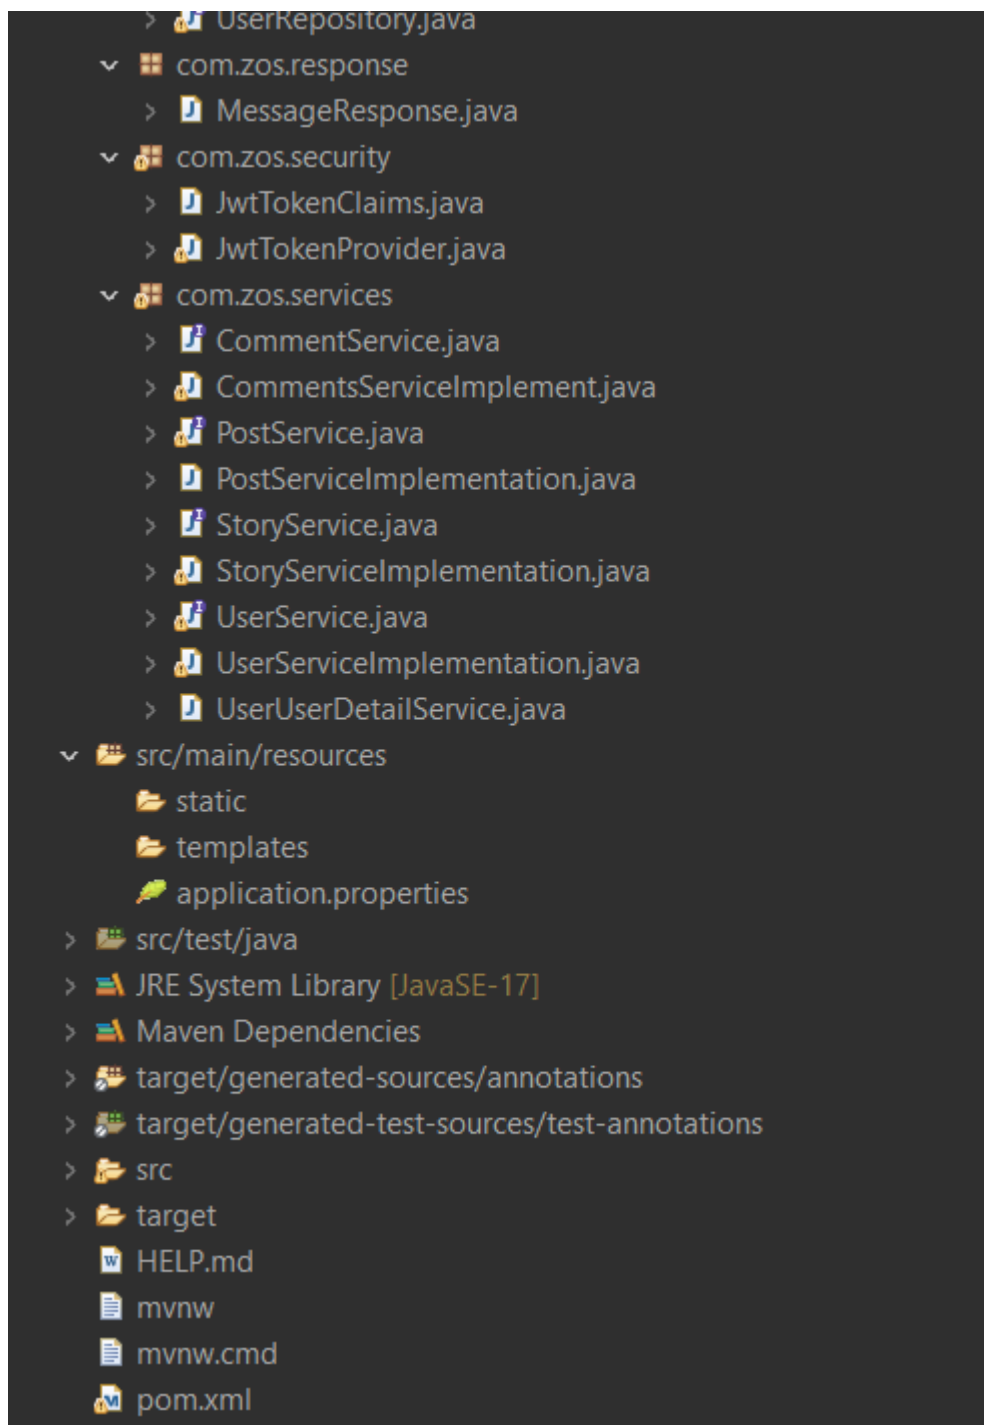 UserRepository.java
com.zos.response
MessageResponse.java
com.zos.security
JwtTokenClaims.java
JwtTokenProvider.java
com.zos.services
CommentService.java
CommentsServiceImplement.java
PostService.java
PostServiceImplementation.java
StoryService.java
StoryServiceImplementation.java
UserService.java
UserServiceImplementation.java
UserUserDetailService.java
src/main/resources
static
templates
application.properties
src/test/java
JRE System Library [JavaSE-17]
Maven Dependencies
target/generated-sources/annotations
target/generated-test-sources/test-annotations
src
target
HELP.md
mvnw
mvnw.cmd
pom.xml